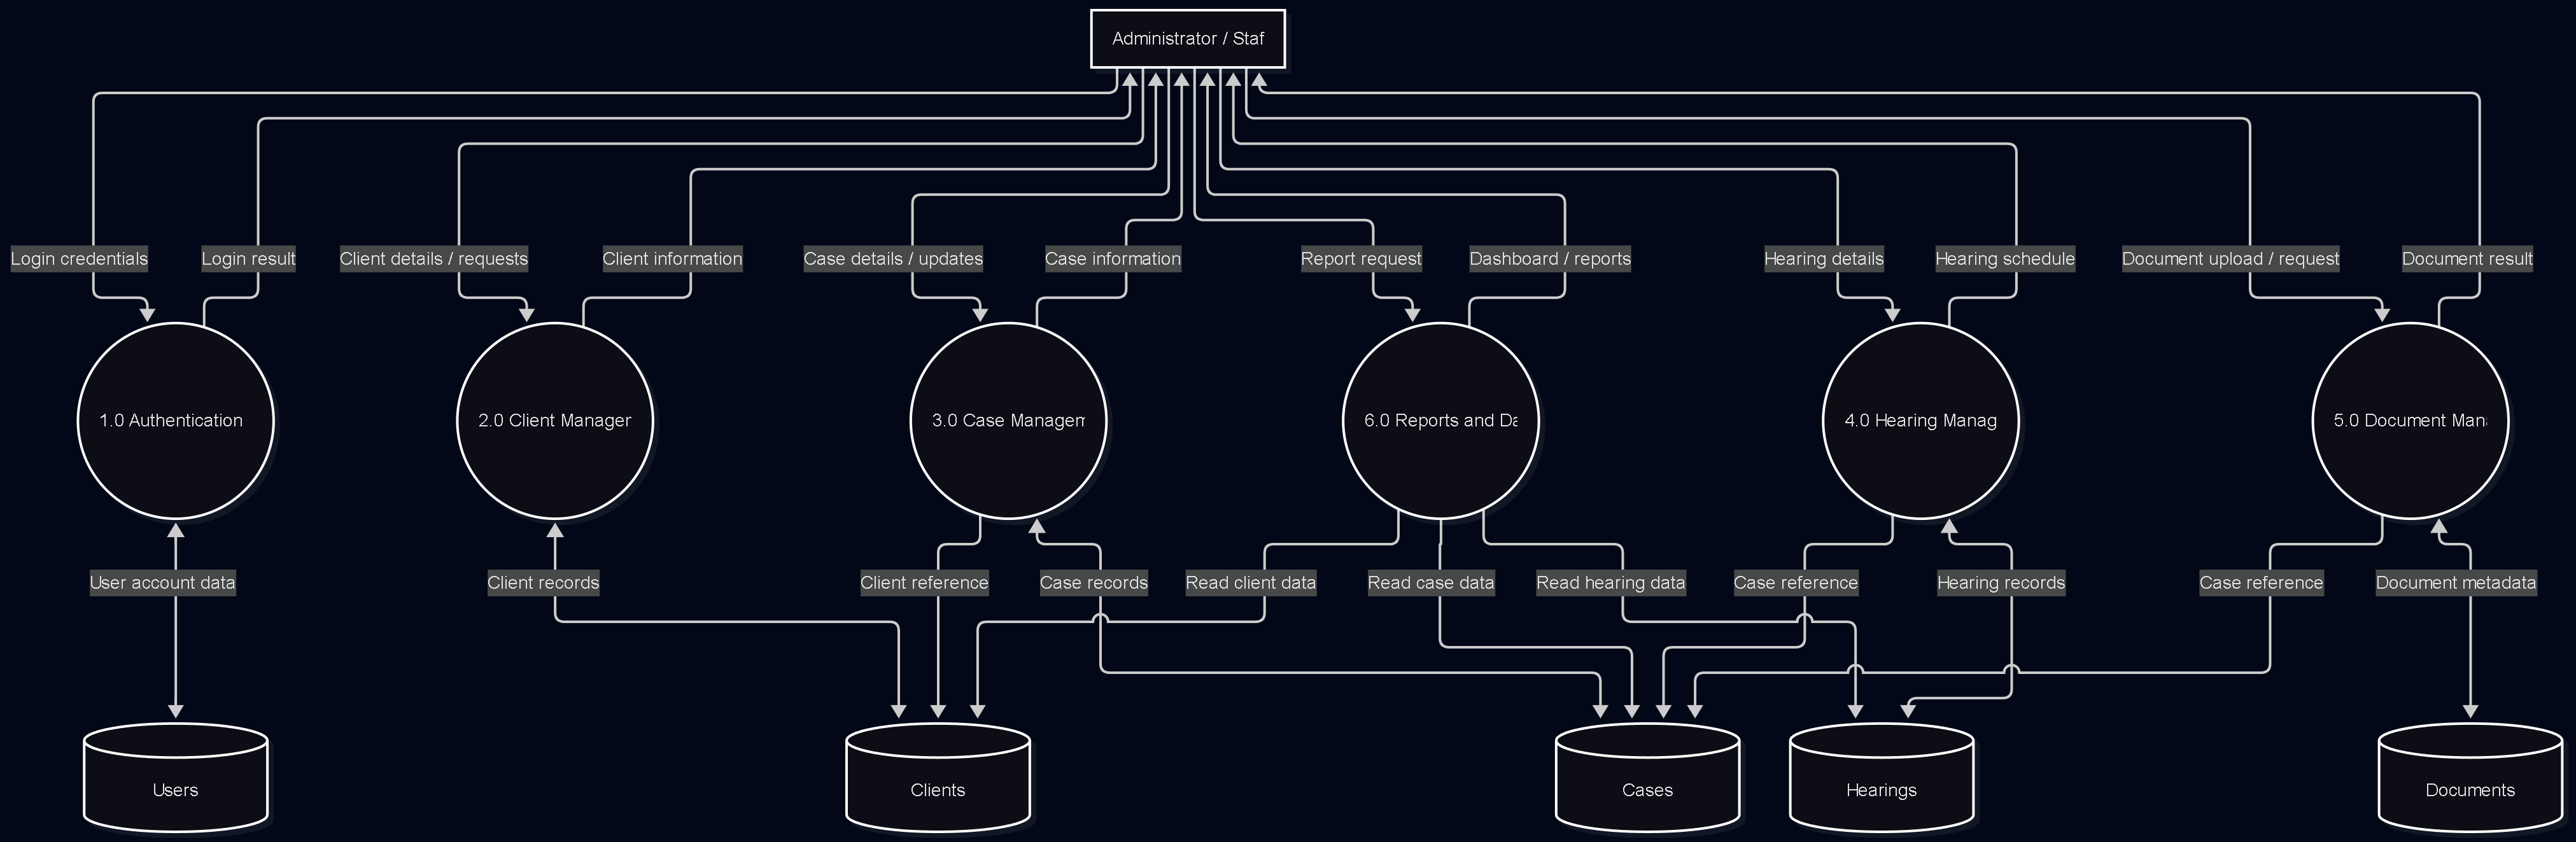 Administrator / Staf
Login credentials
Login result
Client details / requests
Client information
Case details / updates
Case information
Report request
Dashboard / reports
Hearing details
Hearing schedule
Document upload / request
Document result
1.0 Authentication
2.0 Client Manager
3.0 Case Managem
6.0 Reports and Da
4.0 Hearing Manag
5.0 Document Man
User account data
Client records
Client reference
Case records
Read client data
Read case data
Read hearing data
Case reference
Hearing records
Case reference
Document metadata
Users
Clients
Cases
Hearings
Documents